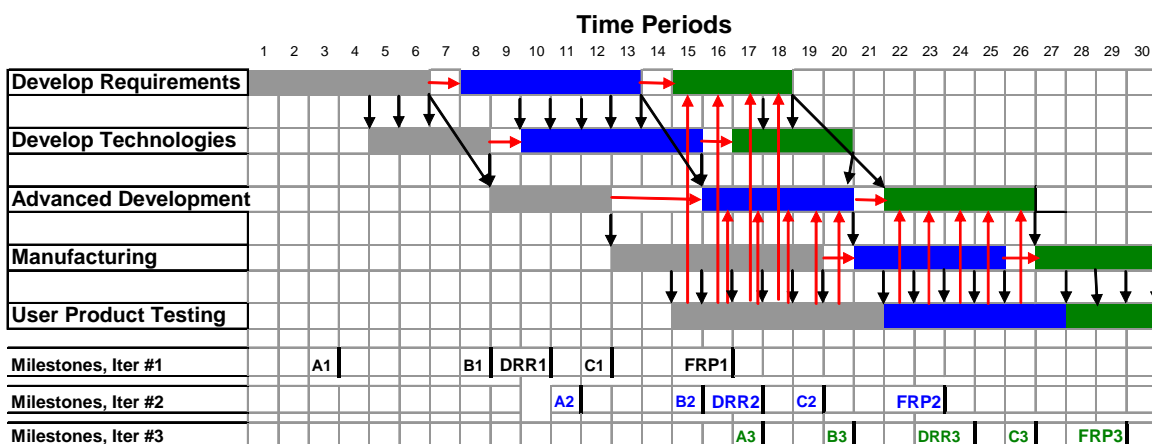 Time Periods
1 2 3 4 5 6 7 8 9 10 11 12 13 14 15 16 17 18 19 20 21 22 23 24 25 26 27 28 29 30
Develop Requirements
Develop Technologies
Advanced Development
Manufacturing
User Product Testing
Milestones, Iter #1 A1 B1 DRR1 C1 FRP1
Milestones, Iter #2 A2 B2 DRR2 C2 FRP2
Milestones, Iter #3 A3 B3 DRR3 C3 FRP3